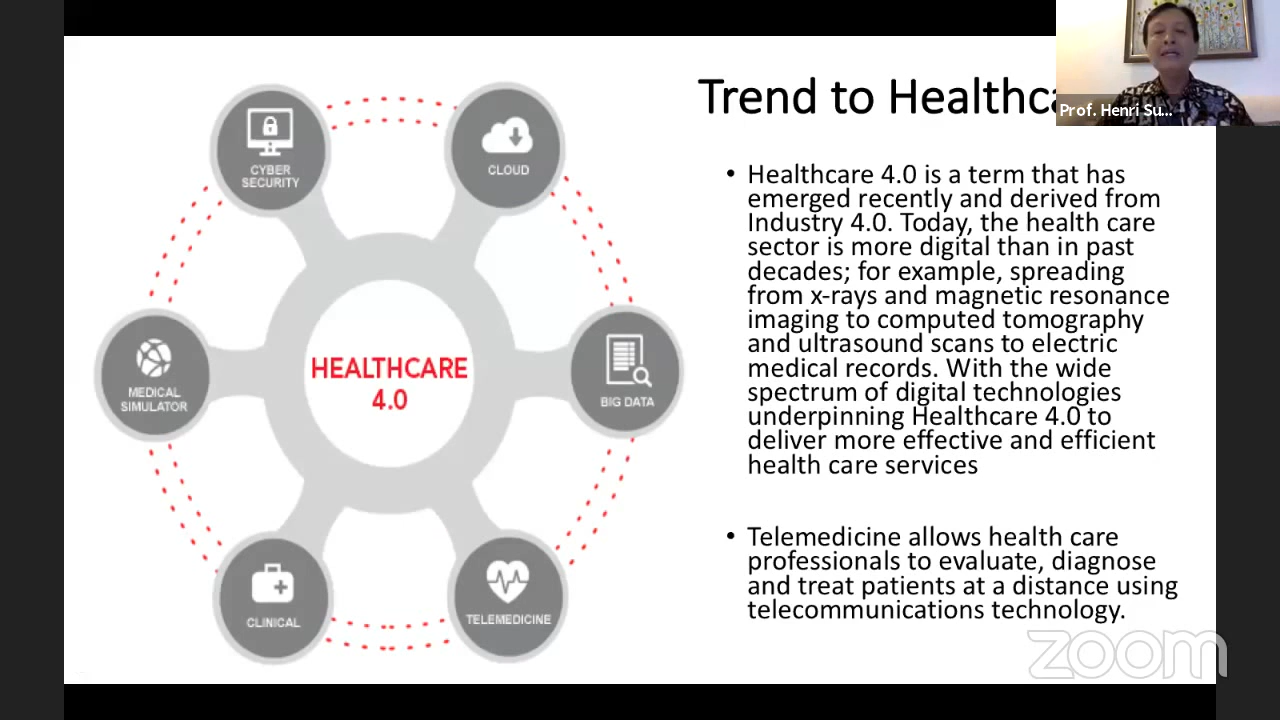 Trend to Healthca
Prof. Henri Su...
CYBER
SECURITY
CLOUD
MEDICAL
SIMULATOR
HEALTHCARE
4.0
BIG DATA
CLINICAL
TELEMEDICINE
• Healthcare 4.0 is a term that has
emerged recently and derived from
Industry 4.0. Today, the health care
sector is more digital than in past
decades; for example, spreading
from x-rays and magnetic resonance
imaging to computed tomography
and ultrasound scans to electric
medical records. With the wide
spectrum of digital technologies
underpinning Healthcare 4.0 to
deliver more effective and efficient
health care services
• Telemedicine allows health care
professionals to evaluate, diagnose
and treat patients at a distance using
telecommunications technology.
zoom